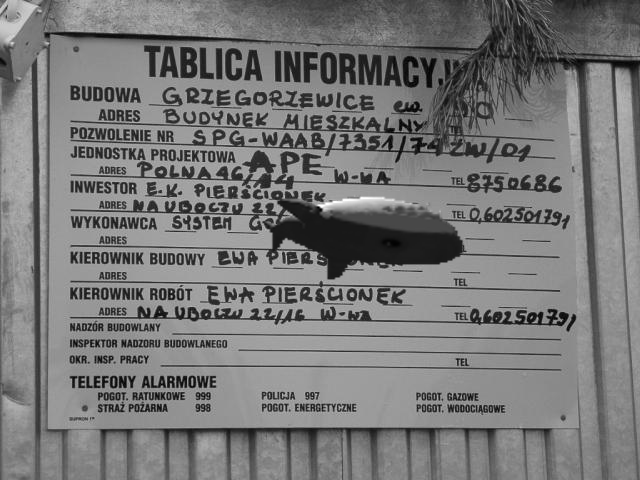 TABLICA INFORMACYJ
BUDOWA GRZEGORZEWICE ew.
ADRES BUDYNEK MIESZKALNY
POZWOLENIE NR SPG-WAAB/7351/74 ZW/01
JEDNOSTKA PROJEKTOWA APE
ADRES POLNA 46/44 W-WA TEL 8750686
INWESTOR E.K. PIERŚCIONEK
ADRES NA UBOCZU 22/ TEL 0,602501791
WYKONAWCA SYSTEM
ADRES
KIEROWNIK BUDOWY EWA PIERŚ
ADRES TEL
KIEROWNIK ROBÓT EWA PIERŚCIONEK
ADRES NA UBOCZU 22/16 W-wa TEL 0,602501791
NADZÓR BUDOWLANY
INSPEKTOR NADZORU BUDOWLANEGO
OKR. INSP. PRACY TEL
TELEFONY ALARMOWE
POGOT. RATUNKOWE 999 POLICJA 997 POGOT. GAZOWE
STRAŻ POŻARNA 998 POGOT. ENERGETYCZNE POGOT. WODOCIĄGOWE